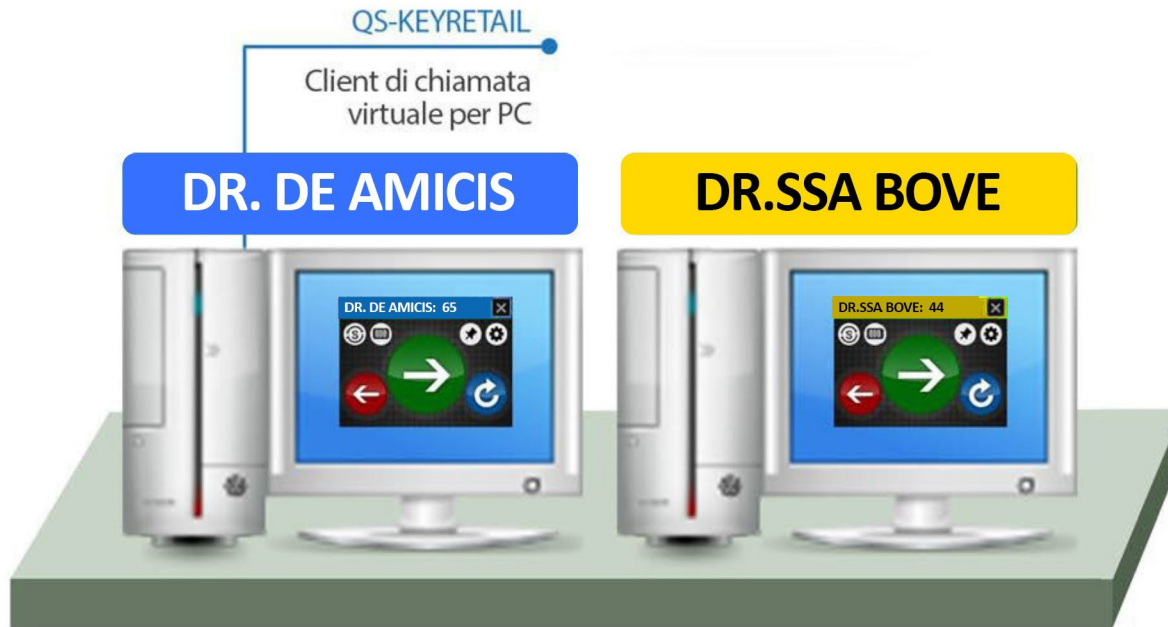 QS-KEYRETAIL
Client di chiamata
virtuale per PC
DR. DE AMICIS
DR.SSA BOVE
DR. DE AMICIS: 65
DR.SSA BOVE: 44